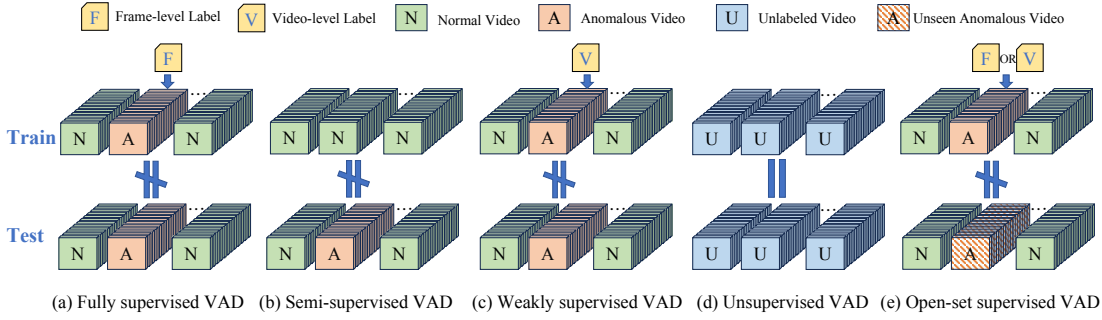 F Frame-level Label V Video-level Label N Normal Video A Anomalous Video U Unlabeled Video A Unseen Anomalous Video
F V F OR V
Train N A N N N N N A N U U U N A N
Test N A N N A N N A N U U U N A N
(a) Fully supervised VAD (b) Semi-supervised VAD (c) Weakly supervised VAD (d) Unsupervised VAD (e) Open-set supervised VAD